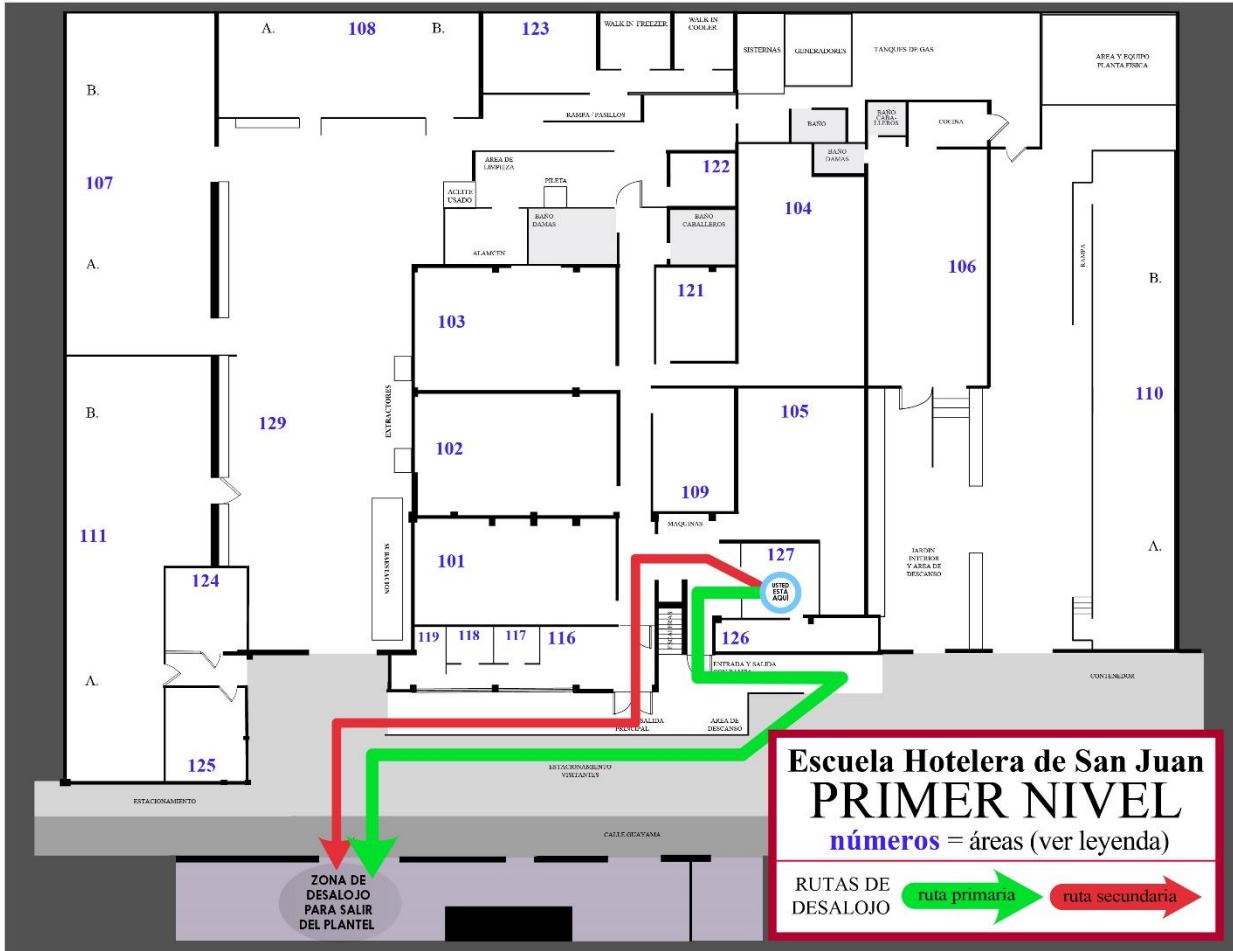 A.
108
B.
123
WALK IN FREEZER
WALK IN
COOLER
SISTERNAS
GENERADORES
TANQUES DE GAS
AREA Y EQUIPO
PLANTA FISICA
B.
RAMPA / PASILLOS
BAÑO
BAÑO
CABA-
LLEROS
COCINA
AREA DE
LIMPIEZA
BAÑO
DAMAS
122
107
ACEITE
USADO
PILETA
104
BAÑO
DAMAS
BAÑO
CABALLEROS
ALAMCEN
RAMPA
A.
106
B.
121
103
110
B.
105
129
EXTRACTORES
102
109
111
MAQUINAS
101
127
SUBESTACION
JARDIN
INTERIOR
Y AREA DE
DESCANSO
A.
124
USTED
ESTÁ
AQUÍ
119
118
117
116
ESCALERAS
126
ENTRADA Y SALIDA
A.
CONTENEDOR
SALIDA
PRINCIPAL
AREA DE
DESCANSO
125
ESTACIONAMIENTO
VISITANTES
ESTACIONAMIENTO
CALLE GUAYAMA
ZONA DE
DESALOJO
PARA SALIR
DEL PLANTEL
Escuela Hotelera de San Juan
PRIMER NIVEL
números = áreas (ver leyenda)
RUTAS DE
DESALOJO
ruta primaria
ruta secundaria